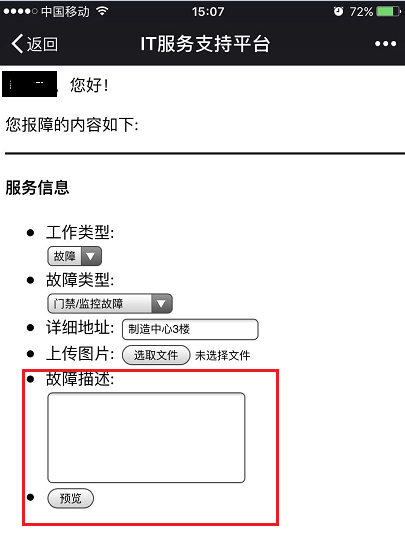 中国移动 15:07 72%
返回 IT服务支持平台
您好！
您报障的内容如下:
服务信息
工作类型:
故障
故障类型:
门禁/监控故障
详细地址: 制造中心3楼
上传图片: 选取文件 未选择文件
故障描述:
预览